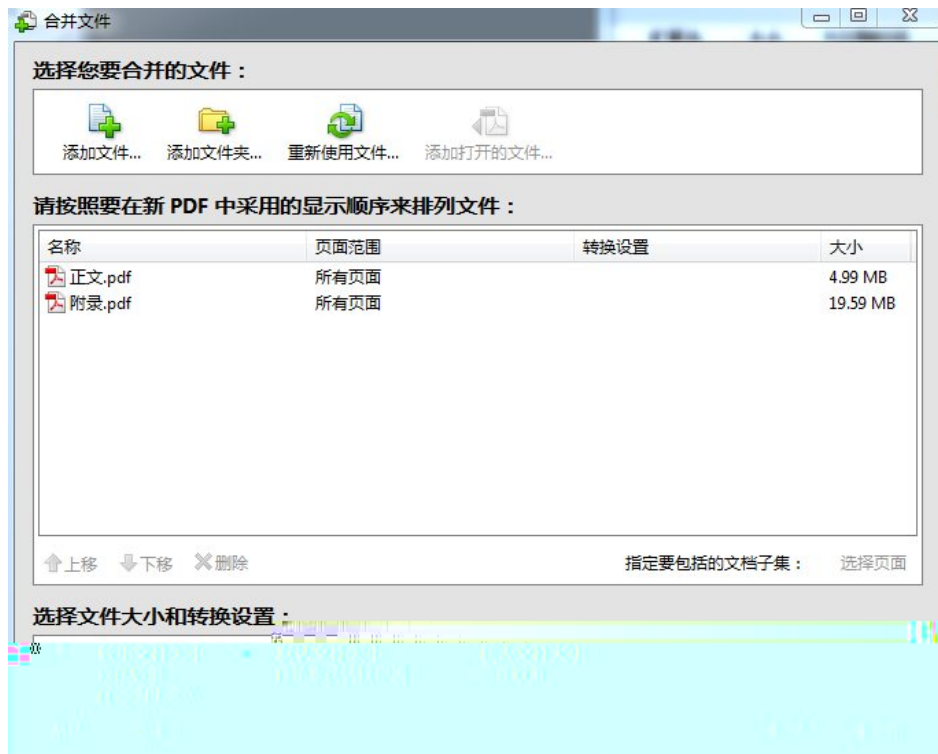 合并文件
选择您要合并的文件：
添加文件... 添加文件夹... 重新使用文件... 添加打开的文件...
请按照要在新 PDF 中采用的显示顺序来排列文件：
名称 页面范围 转换设置 大小
正文.pdf 所有页面 4.99 MB
附录.pdf 所有页面 19.59 MB
上移 下移 删除 指定要包括的文档子集： 选择页面
选择文件大小和转换设置：